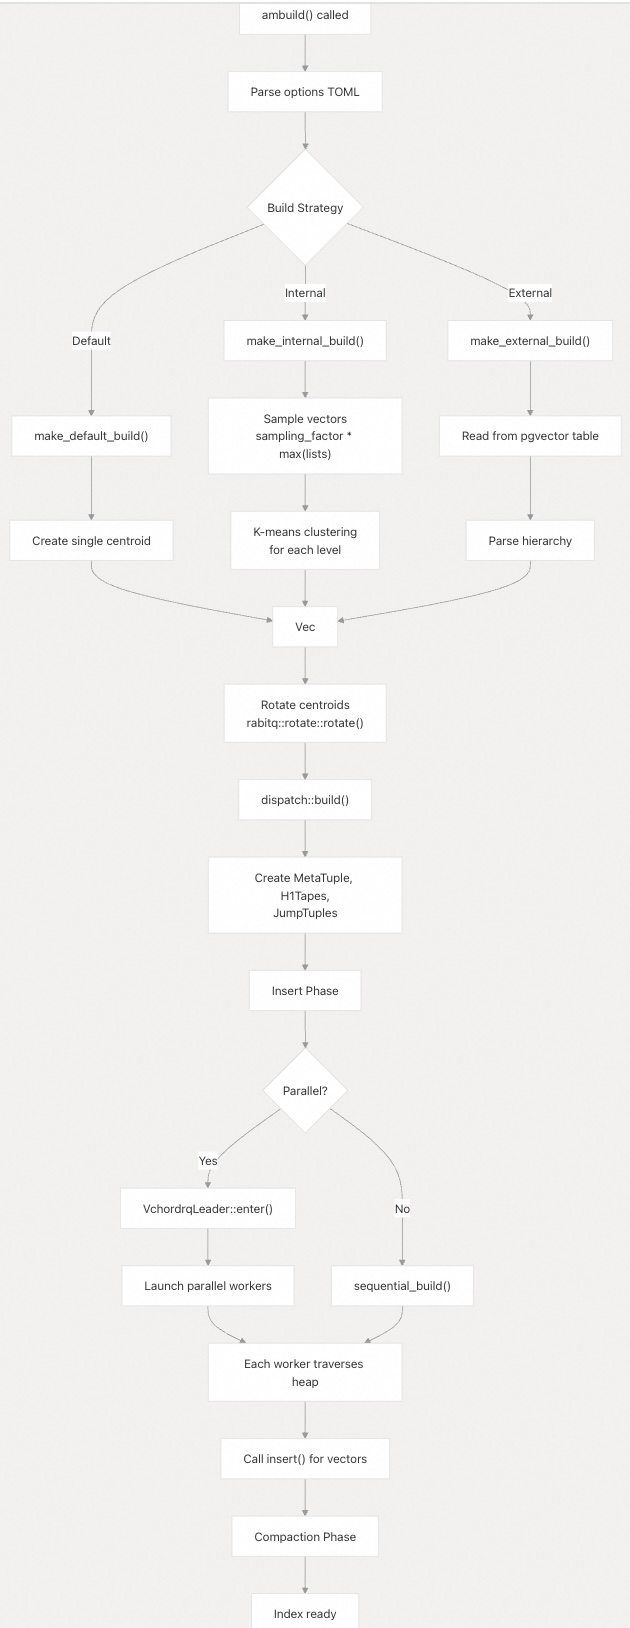 ambuild() called
Parse options TOML
Build Strategy
Internal
External
Default
make_internal_build()
make_external_build()
make_default_build()
Sample vectors
sampling_factor *
max(lists)
Read from pgvector table
Create single centroid
K-means clustering
for each level
Parse hierarchy
Vec
Rotate centroids
rabitq::rotate::rotate()
dispatch::build()
Create MetaTuple,
H1Tapes,
JumpTuples
Insert Phase
Parallel?
Yes
No
VchordrqLeader::enter()
Launch parallel workers
sequential_build()
Each worker traverses
heap
Call insert() for vectors
Compaction Phase
Index ready